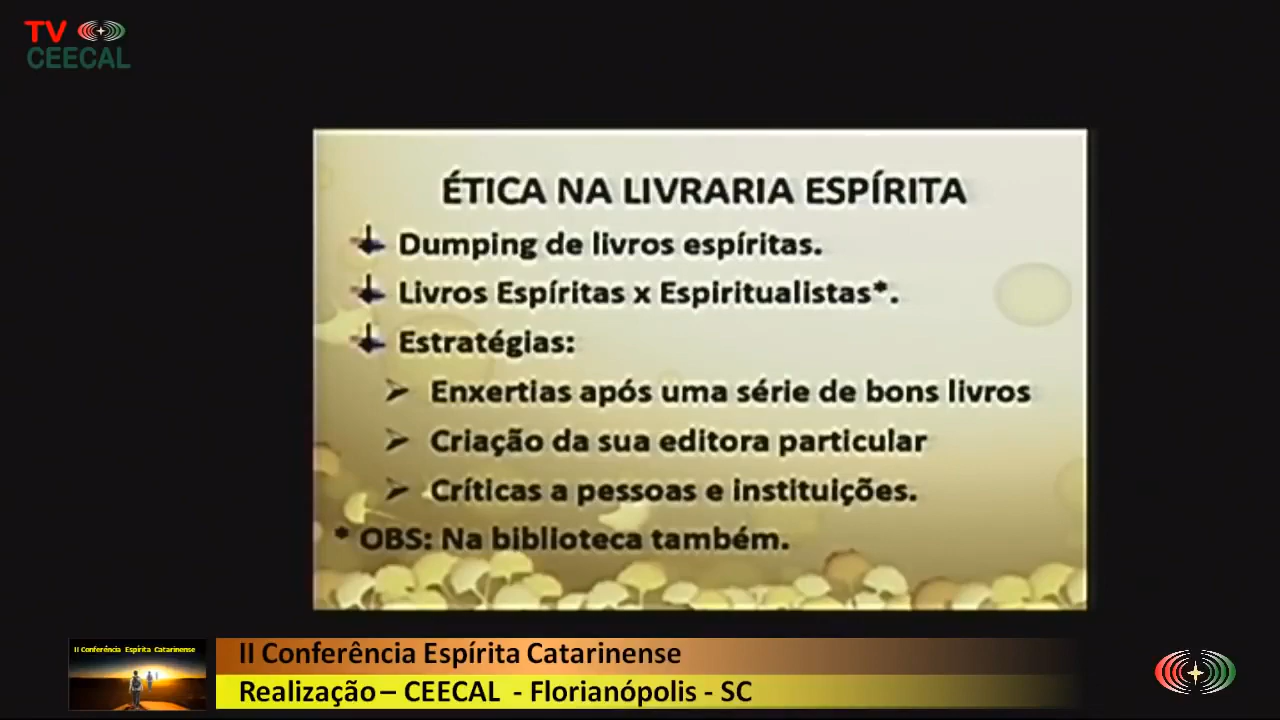 TV
CEECAL
ÉTICA NA LIVRARIA ESPÍRITA
Dumping de livros espíritas.
Livros Espíritas x Espiritualistas*.
Estratégias:
Enxertias após uma série de bons livros
Criação da sua editora particular
Críticas a pessoas e instituições.
* OBS: Na biblioteca também.
II Conferência Espírita Catarinense
II Conferência Espírita Catarinense
Realização – CEECAL - Florianópolis - SC